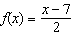 f(x) = (x − 7)/2